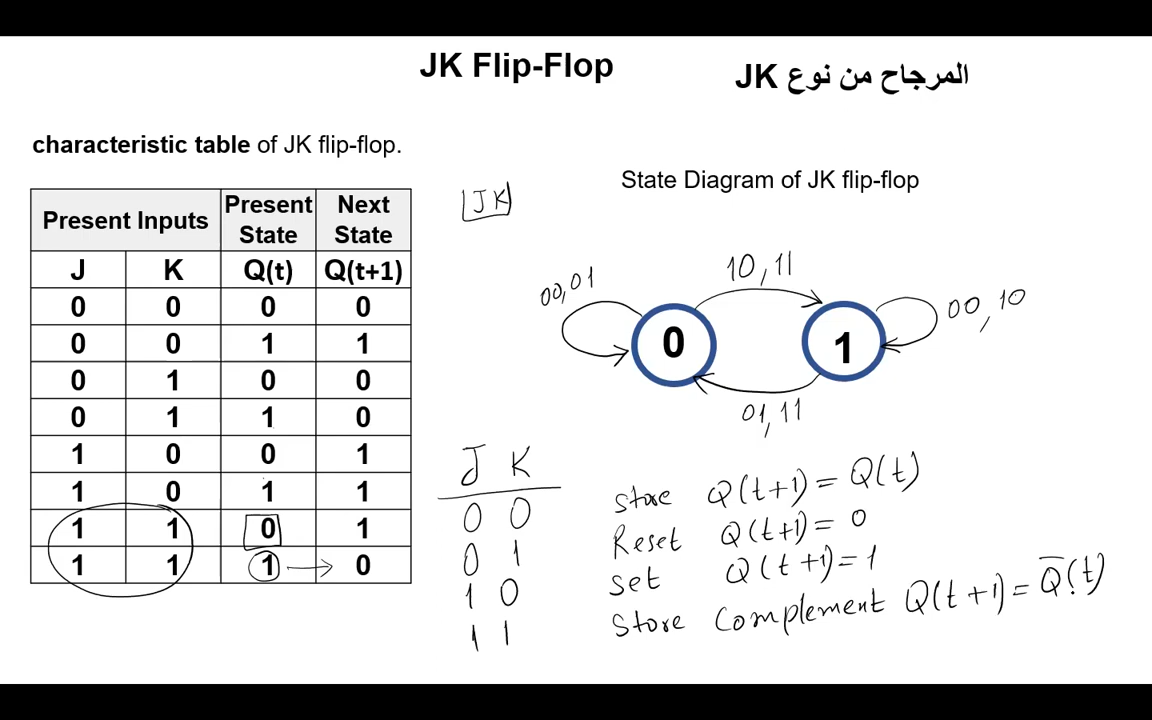 JK Flip-Flop
المرجاح من نوع JK
characteristic table of JK flip-flop.
State Diagram of JK flip-flop
Present Inputs Present State Next State
J K Q(t) Q(t+1)
0 0 0 0
0 0 1 1
0 1 0 0
0 1 1 0
1 0 0 1
1 0 1 1
1 1 0 1
1 1 1 0
JK
00,01
10,11
00,10
0
1
01,11
J K
0 0 Store Q(t+1) = Q(t)
0 1 Reset Q(t+1) = 0
1 0 Set Q(t+1) = 1
1 1 Store Complement Q(t+1) = Q̅(t)